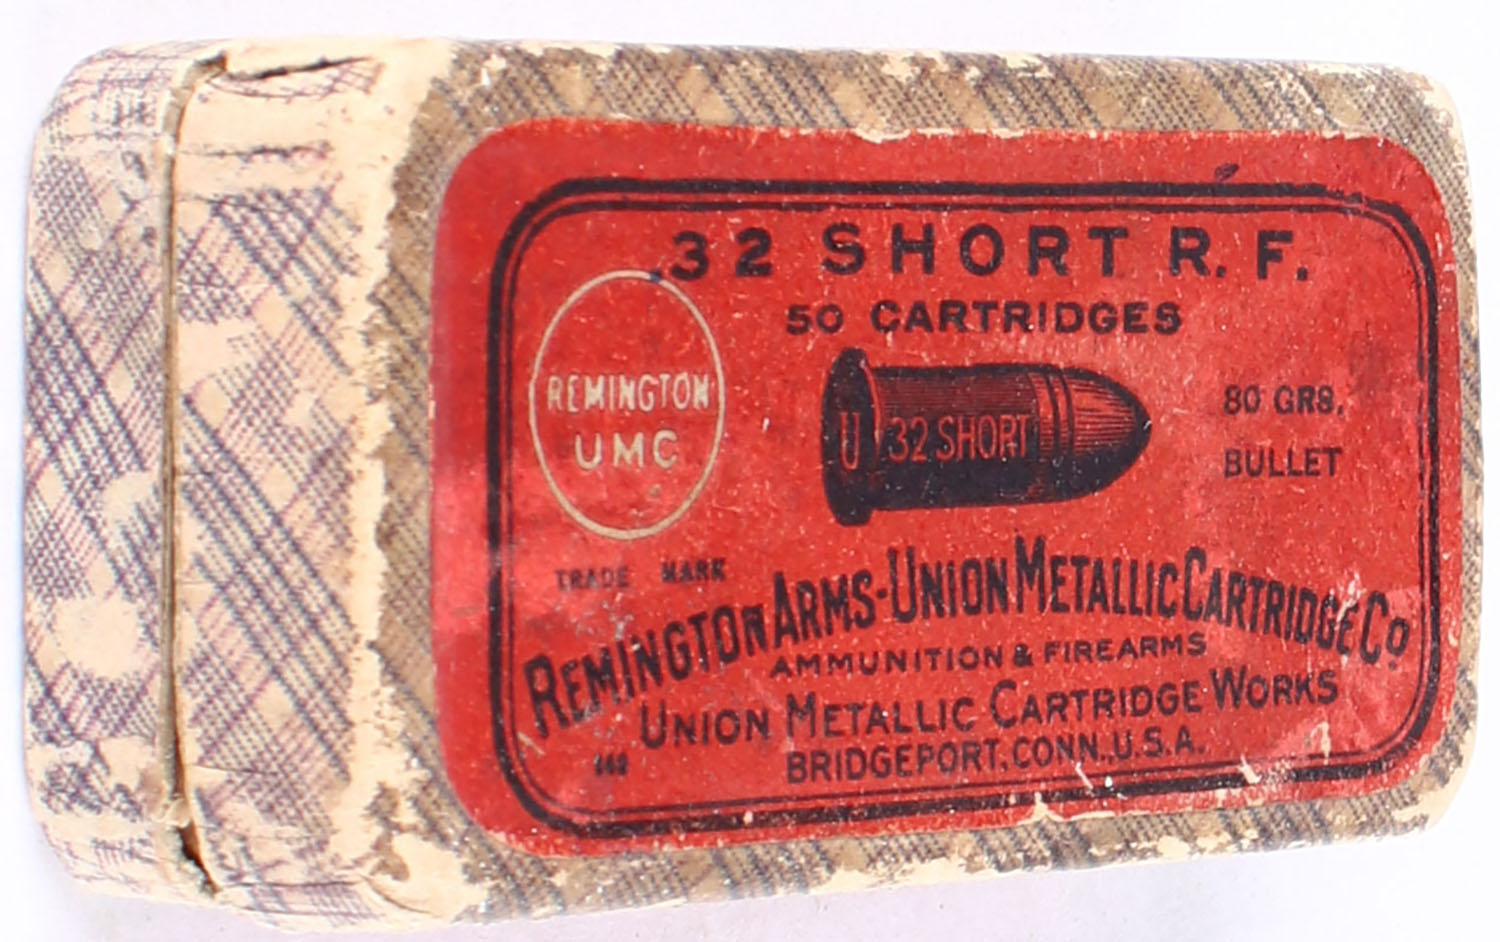 .32 SHORT R. F.
50 CARTRIDGES
REMINGTON
UMC
TRADE MARK
U 32 SHORT
80 GRS.
BULLET
REMINGTON ARMS-UNION METALLIC CARTRIDGE CO
AMMUNITION & FIREARMS
UNION METALLIC CARTRIDGE WORKS
BRIDGEPORT, CONN., U.S.A.